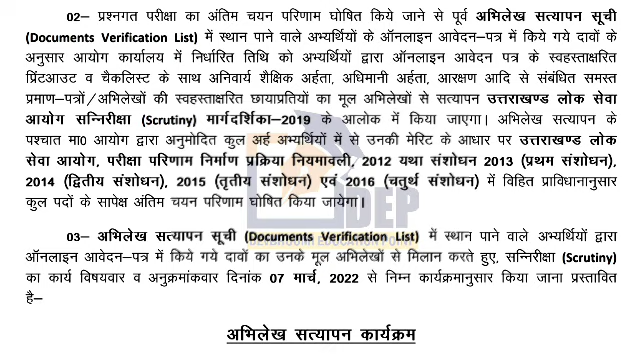 02– प्रश्नगत परीक्षा का अंतिम चयन परिणाम घोषित किये जाने से पूर्व अभिलेख सत्यापन सूची
(Documents Verification List) में स्थान पाने वाले अभ्यर्थियों के ऑनलाइन आवेदन–पत्र में किये गये दावों के
अनुसार आयोग कार्यालय में निर्धारित तिथि को अभ्यर्थियों द्वारा ऑनलाइन आवेदन पत्र के स्वहस्ताक्षरित
प्रिंटआउट व चैकलिस्ट के साथ अनिवार्य शैक्षिक अर्हता, अधिमानी अर्हता, आरक्षण आदि से संबंधित समस्त
प्रमाण–पत्रों/अभिलेखों की स्वहस्ताक्षरित छायाप्रतियों का मूल अभिलेखों से सत्यापन उत्तराखण्ड लोक सेवा
आयोग सन्निरीक्षा (Scrutiny) मार्गदर्शिका–2019 के आलोक में किया जाएगा। अभिलेख सत्यापन के
पश्चात मा0 आयोग द्वारा अनुमोदित कुल अर्ह अभ्यर्थियों में से उनकी मेरिट के आधार पर उत्तराखण्ड लोक
सेवा आयोग, परीक्षा परिणाम निर्माण प्रक्रिया नियमावली, 2012 यथा संशोधन 2013 (प्रथम संशोधन),
2014 (द्वितीय संशोधन), 2015 (तृतीय संशोधन) एवं 2016 (चतुर्थ संशोधन) में विहित प्राविधानानुसार
कुल पदों के सापेक्ष अंतिम चयन परिणाम घोषित किया जायेगा।
DEP
DEVBHOOMI EDUCATION POINT
03– अभिलेख सत्यापन सूची (Documents Verification List) में स्थान पाने वाले अभ्यर्थियों द्वारा
ऑनलाइन आवेदन–पत्र में किये गये दावों का उनके मूल अभिलेखों से मिलान करते हुए, सन्निरीक्षा (Scrutiny)
का कार्य विषयवार व अनुक्रमांकवार दिनांक 07 मार्च, 2022 से निम्न कार्यक्रमानुसार किया जाना प्रस्तावित
है–
अभिलेख सत्यापन कार्यक्रम